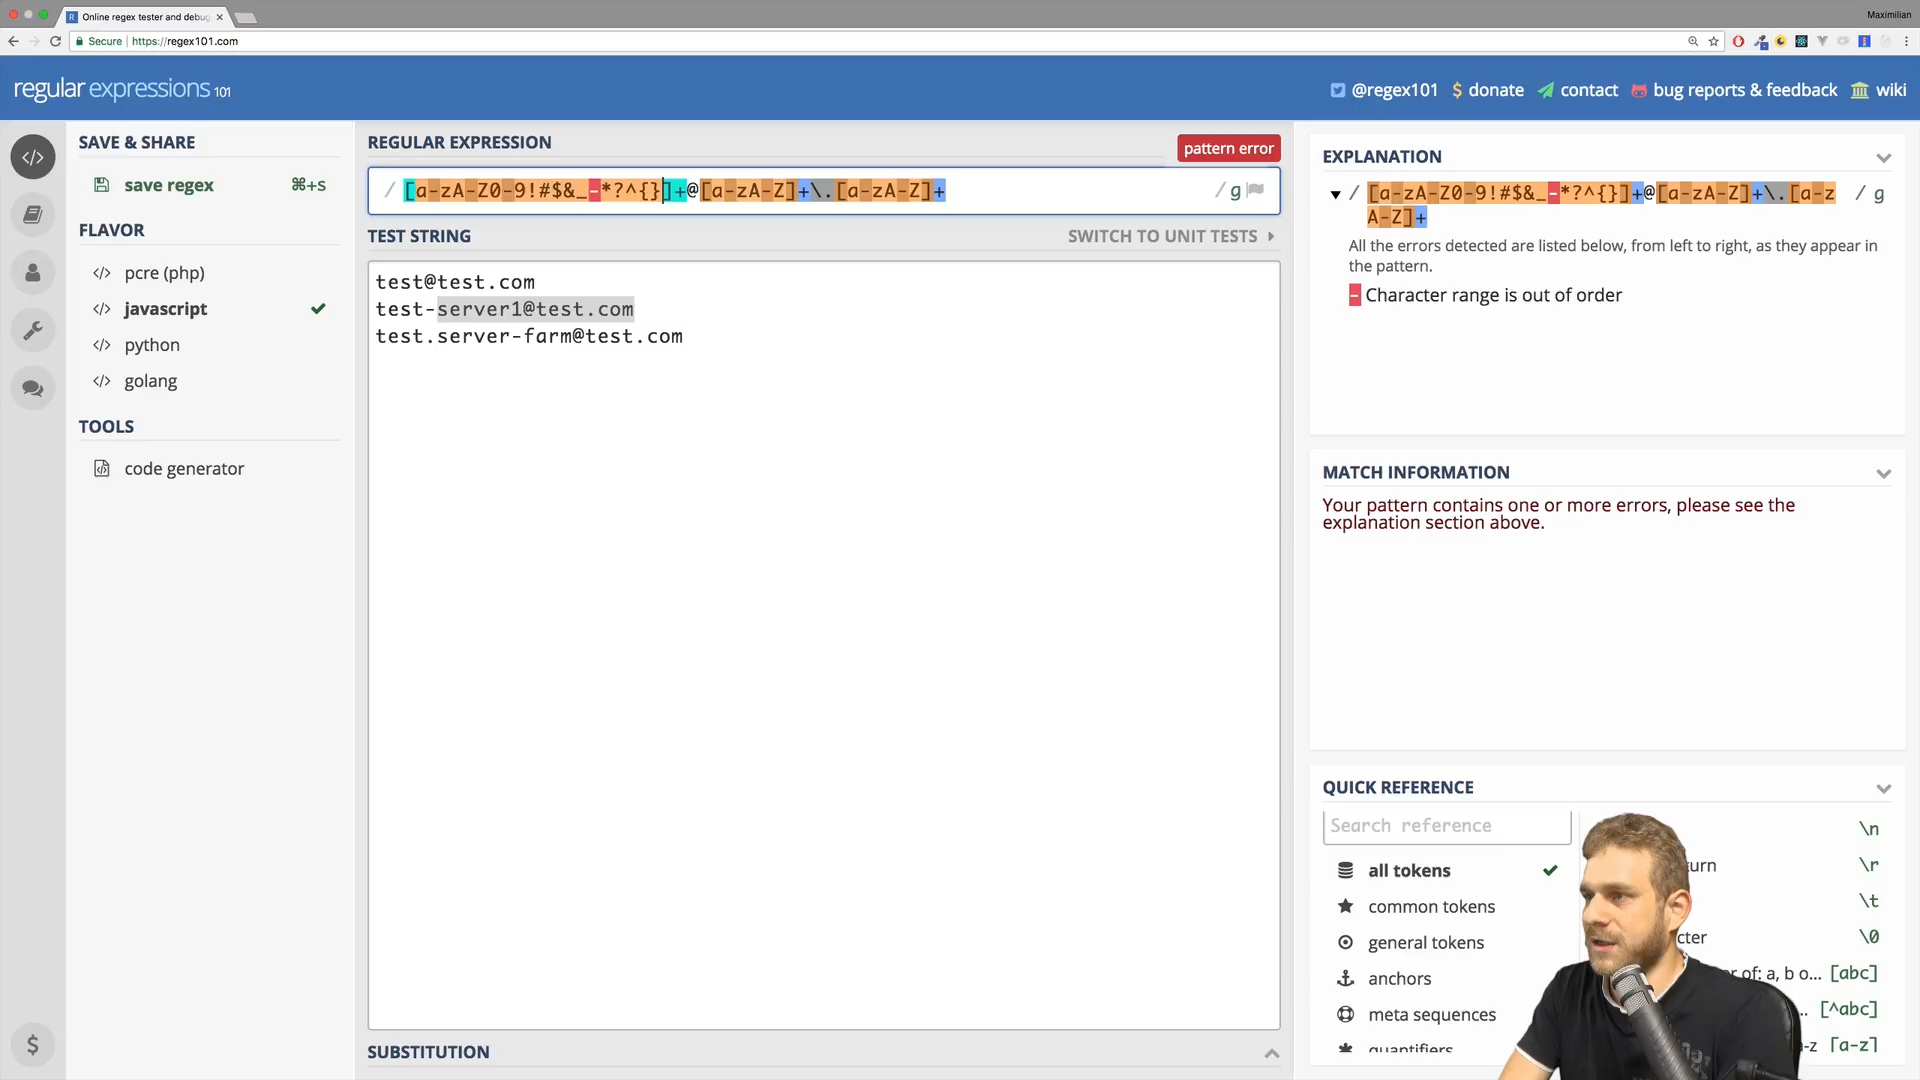 Maximilian
Online regex tester and debug
Secure | https://regex101.com
regular expressions 101
@regex101
$ donate
contact
bug reports & feedback
wiki
SAVE & SHARE
save regex ⌘+S
FLAVOR
</> pcre (php)
</> javascript
</> python
</> golang
TOOLS
code generator
$
REGULAR EXPRESSION
pattern error
/ [a-zA-Z0-9!#$&_-*?^{}]+@[a-zA-Z]+\.[a-zA-Z]+ / g
TEST STRING
SWITCH TO UNIT TESTS
test@test.com
test-server1@test.com
test.server-farm@test.com
SUBSTITUTION
EXPLANATION
/ [a-zA-Z0-9!#$&_-*?^{}]+@[a-zA-Z]+\.[a-z / g
A-Z]+
All the errors detected are listed below, from left to right, as they appear in
the pattern.
- Character range is out of order
MATCH INFORMATION
Your pattern contains one or more errors, please see the
explanation section above.
QUICK REFERENCE
Search reference
all tokens
common tokens
general tokens
anchors
meta sequences
quantifiers
\n
\r
\t
\0
of: a, b o... [abc]
... [^abc]
a-z [a-z]